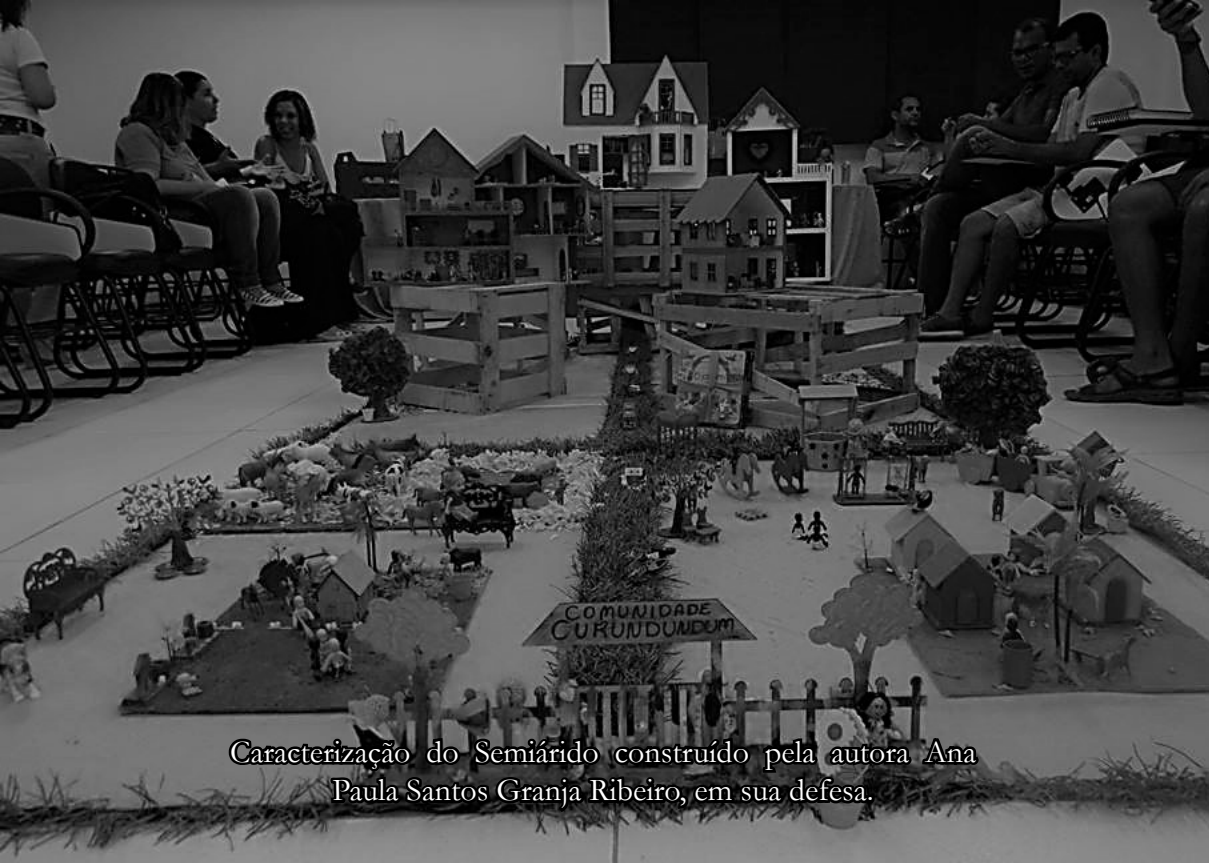 COMUNIDADE
CURUNDUNDUM
Caracterização do Semiárido construído pela autora Ana
Paula Santos Granja Ribeiro, em sua defesa.